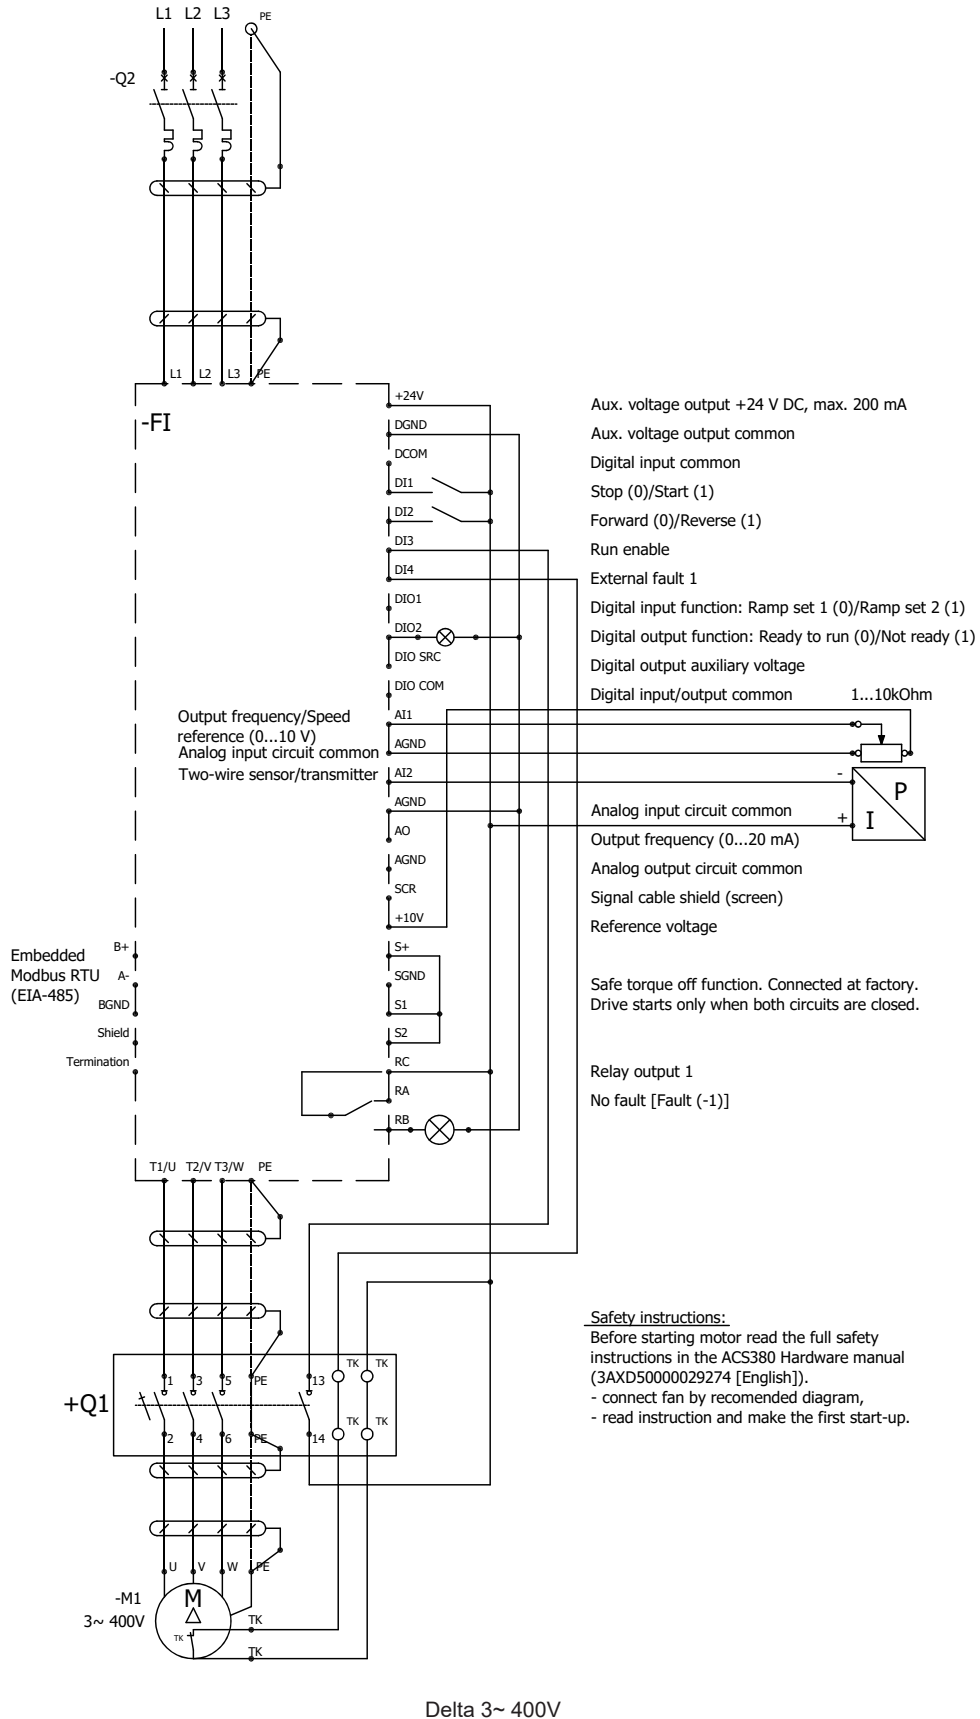 L1 L2 L3 PE
-Q2
L1 L2 L3 PE
-FI
+24V
Aux. voltage output +24 V DC, max. 200 mA
DGND
Aux. voltage output common
DCOM
Digital input common
DI1
Stop (0)/Start (1)
DI2
Forward (0)/Reverse (1)
DI3
Run enable
DI4
External fault 1
DIO1
Digital input function: Ramp set 1 (0)/Ramp set 2 (1)
DIO2
Digital output function: Ready to run (0)/Not ready (1)
DIO SRC
Digital output auxiliary voltage
DIO COM
Digital input/output common
1...10kOhm
Output frequency/Speed
reference (0...10 V)
AI1
Analog input circuit common
AGND
Two-wire sensor/transmitter
AI2
-
P
I
+
AGND
Analog input circuit common
AO
Output frequency (0...20 mA)
AGND
Analog output circuit common
SCR
Signal cable shield (screen)
+10V
Reference voltage
Embedded
Modbus RTU
(EIA-485)
B+
A-
BGND
Shield
Termination
S+
SGND
S1
S2
Safe torque off function. Connected at factory.
Drive starts only when both circuits are closed.
RC
Relay output 1
RA
No fault [Fault (-1)]
RB
T1/U T2/V T3/W PE
Safety instructions:
Before starting motor read the full safety
instructions in the ACS380 Hardware manual
(3AXD50000029274 [English]).
- connect fan by recomended diagram,
- read instruction and make the first start-up.
+Q1
1 3 5 PE 13 TK TK
2 4 6 PE 14 TK TK
U V W PE
-M1
3~ 400V
M
TK
TK
TK
Delta 3~ 400V